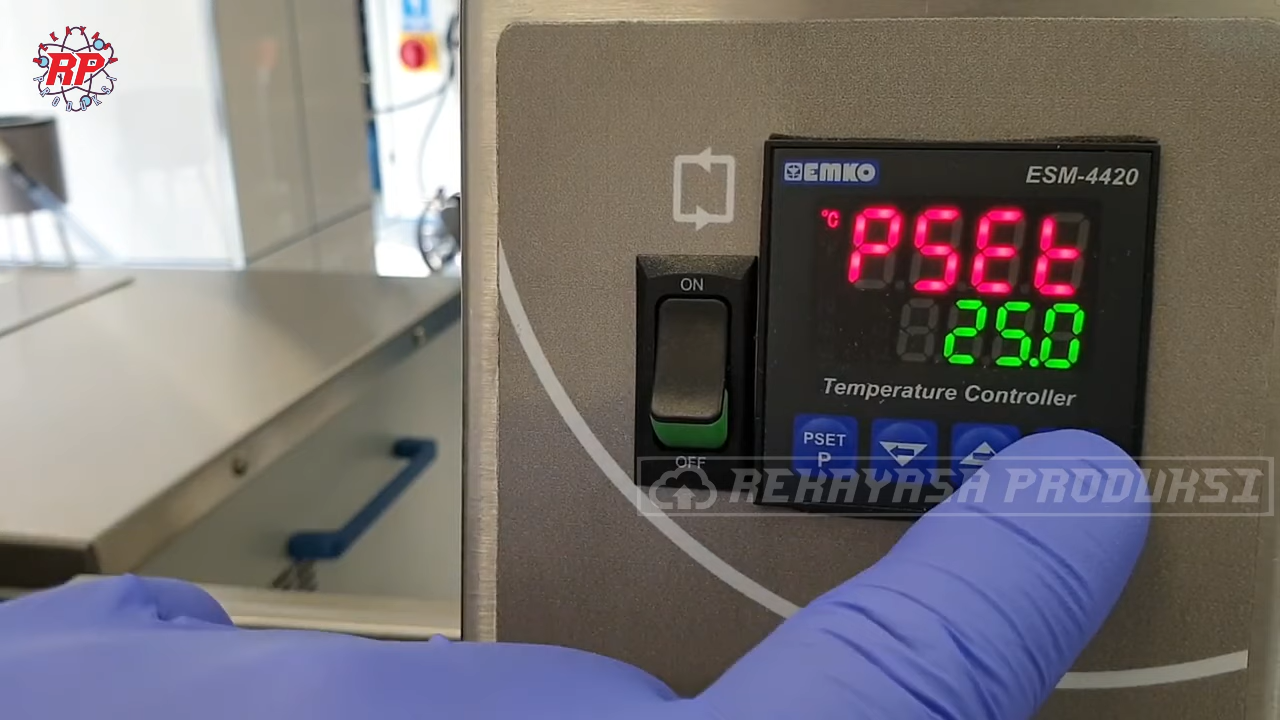 RP
EMKO
ESM-4420
°C
PSEt
25.0
ON
OFF
Temperature Controller
PSET
P
REKAYASA PRODUKSI